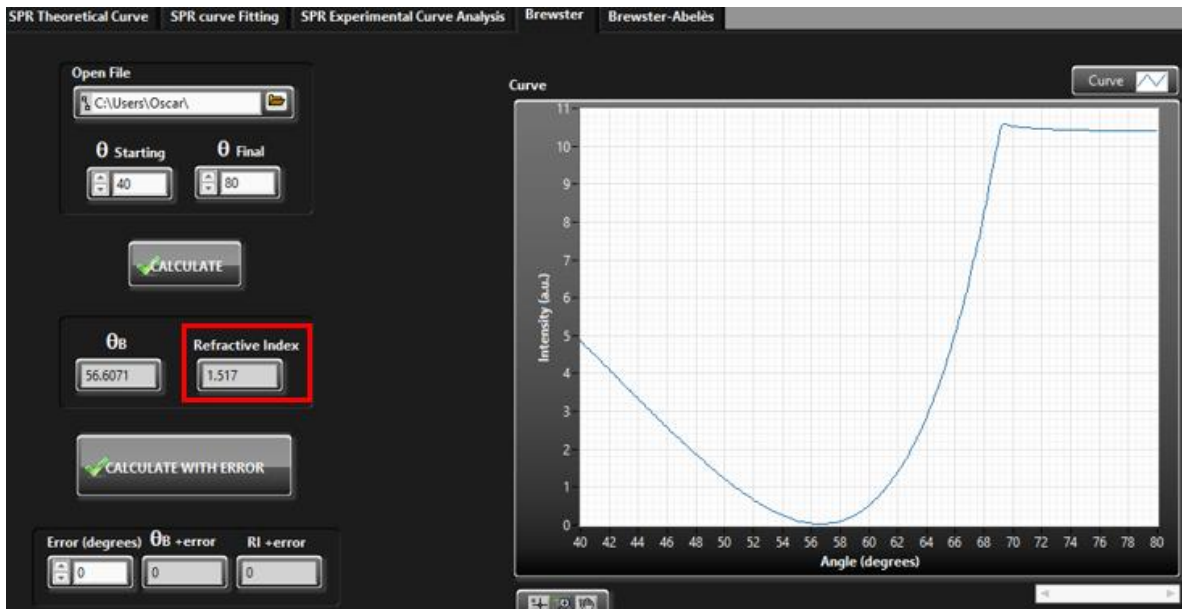 SPR Theoretical Curve SPR curve Fitting SPR Experimental Curve Analysis Brewster Brewster-Abelès
Open File
C:\Users\Oscar\
θ Starting θ Final
40 80
CALCULATE
θB Refractive Index
56.6071 1.517
CALCULATE WITH ERROR
Error (degrees) θB +error RI +error
0 0 0
Curve Curve
11
10
9
8
7
6
5
4
3
2
1
0
Intensity (a.u.)
40 42 44 46 48 50 52 54 56 58 60 62 64 66 68 70 72 74 76 78 80
Angle (degrees)